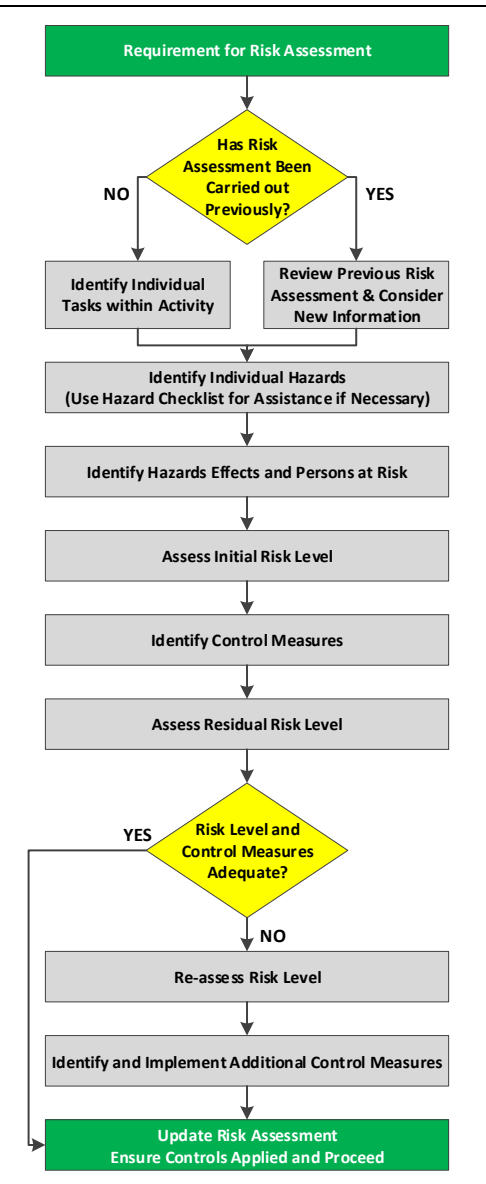 Requirement for Risk Assessment
Has Risk
Assessment Been
Carried out
Previously?
NO
YES
Identify Individual
Tasks within Activity
Review Previous Risk
Assessment & Consider
New Information
Identify Individual Hazards
(Use Hazard Checklist for Assistance if Necessary)
Identify Hazards Effects and Persons at Risk
Assess Initial Risk Level
Identify Control Measures
Assess Residual Risk Level
YES
Risk Level and
Control Measures
Adequate?
NO
Re-assess Risk Level
Identify and Implement Additional Control Measures
Update Risk Assessment
Ensure Controls Applied and Proceed